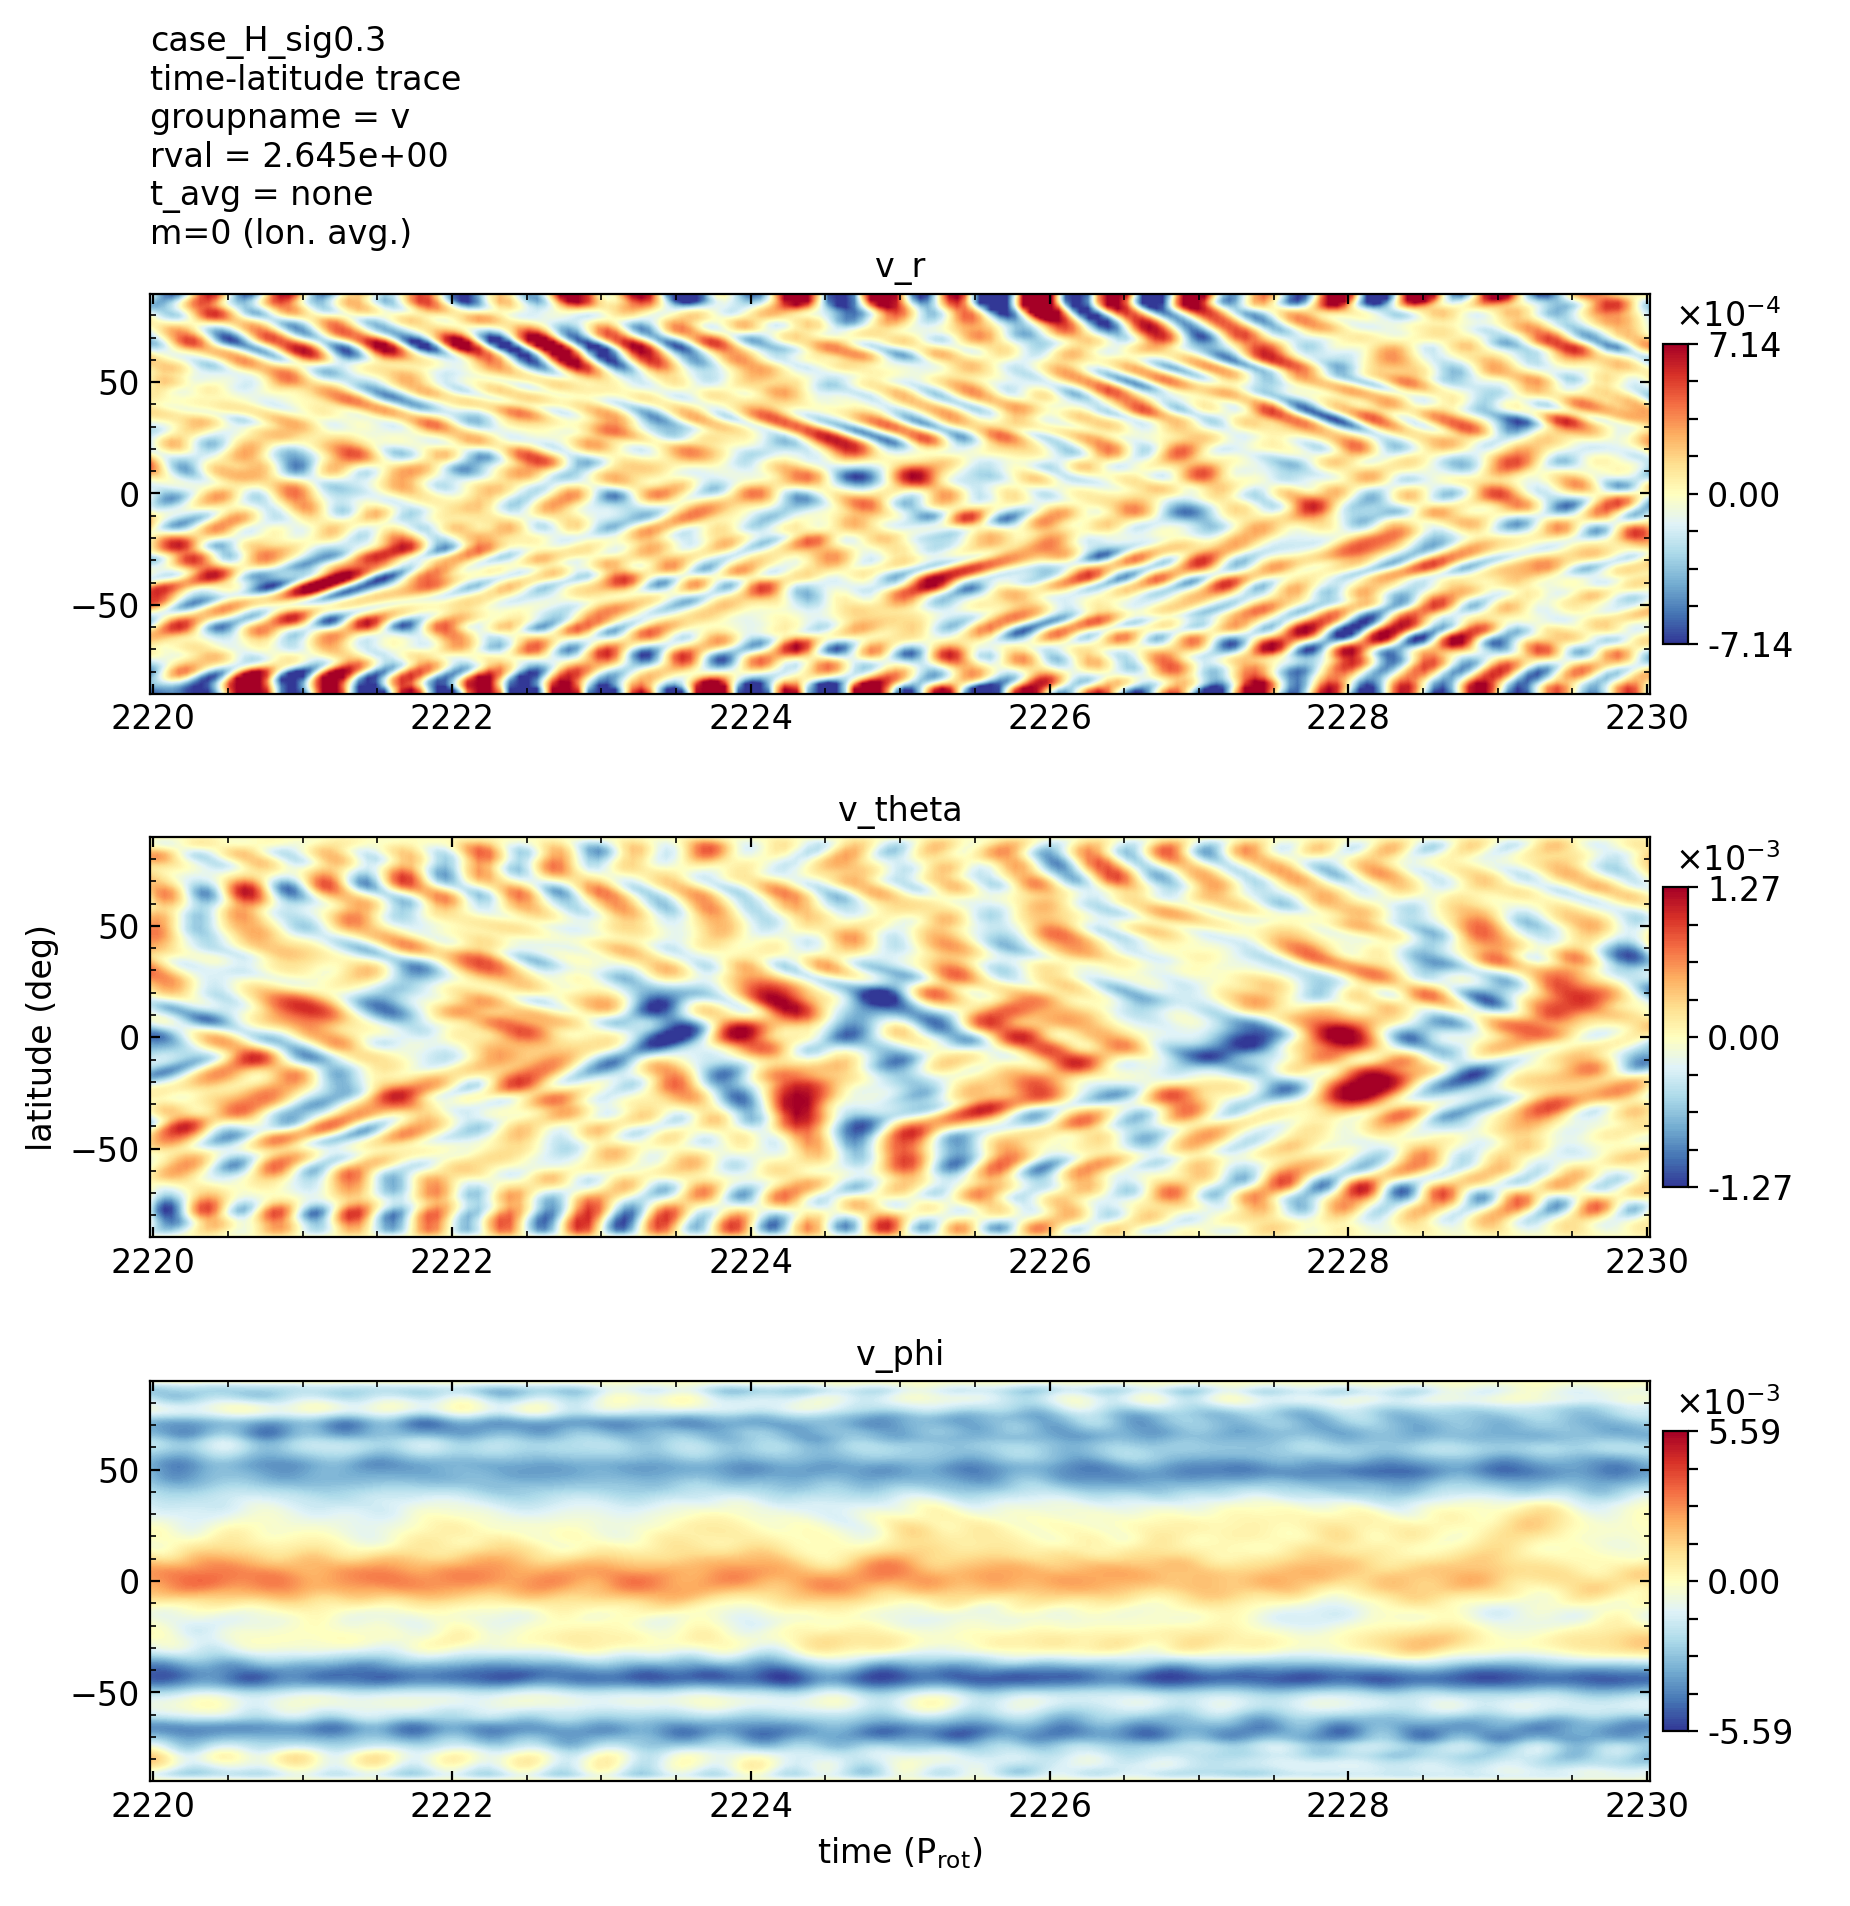 case_H_sig0.3
time-latitude trace
groupname = v
rval = 2.645e+00
t_avg = none
m=0 (lon. avg.)
v_r
×10⁻⁴
7.14
0.00
-7.14
50
0
−50
2220 2222 2224 2226 2228 2230
v_theta
×10⁻³
1.27
0.00
-1.27
latitude (deg)
50
0
−50
2220 2222 2224 2226 2228 2230
v_phi
×10⁻³
5.59
0.00
-5.59
50
0
−50
2220 2222 2224 2226 2228 2230
time (P_rot)